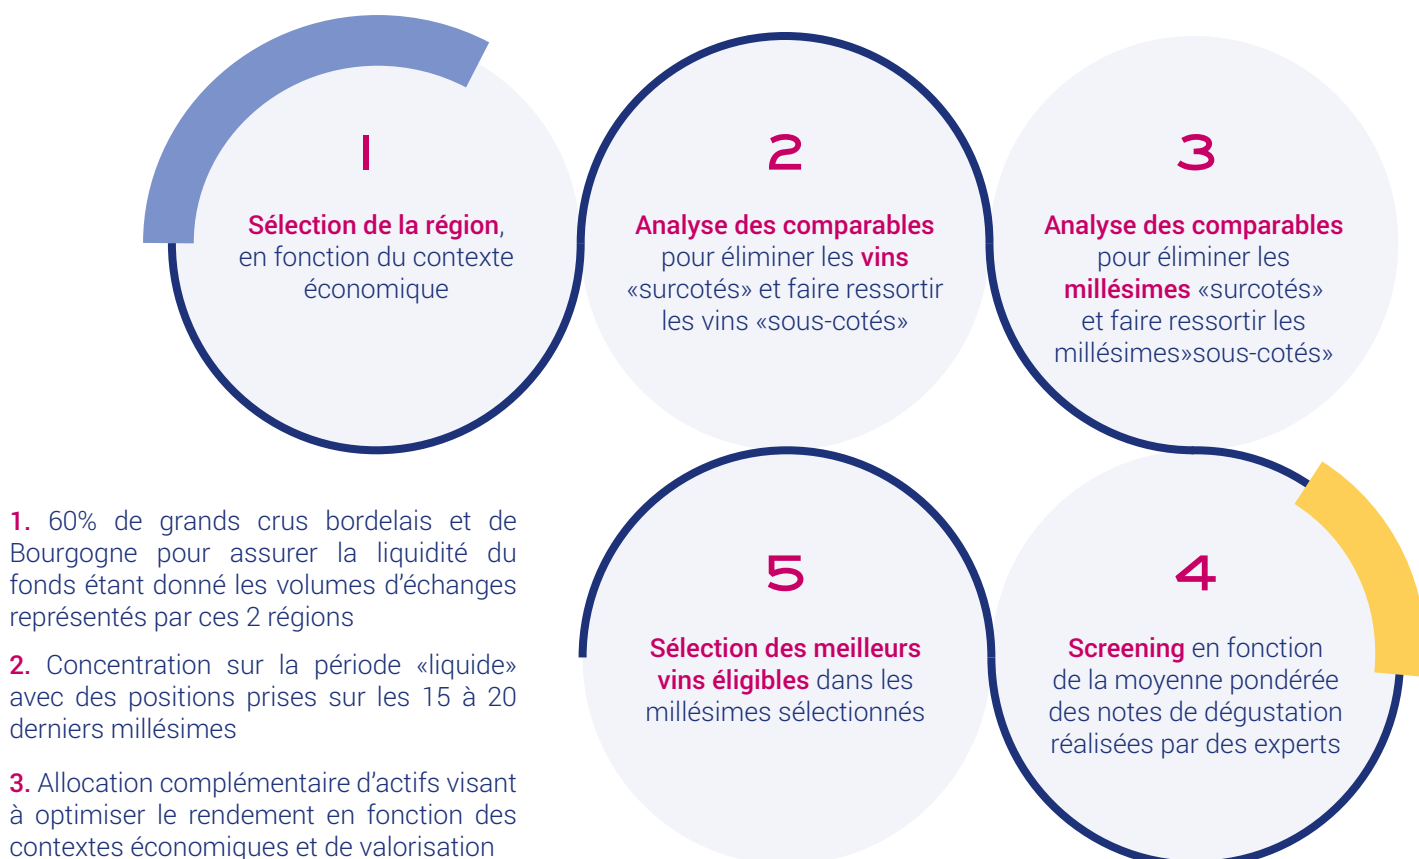 1
Sélection de la région,
en fonction du contexte
économique
2
Analyse des comparables
pour éliminer les vins
«surcotés» et faire ressortir
les vins «sous-cotés»
3
Analyse des comparables
pour éliminer les
millésimes «surcotés»
et faire ressortir les
millésimes»sous-cotés»
4
Screening en fonction
de la moyenne pondérée
des notes de dégustation
réalisées par des experts
5
Sélection des meilleurs
vins éligibles dans les
millésimes sélectionnés
1. 60% de grands crus bordelais et de
Bourgogne pour assurer la liquidité du
fonds étant donné les volumes d'échanges
représentés par ces 2 régions
2. Concentration sur la période «liquide»
avec des positions prises sur les 15 à 20
derniers millésimes
3. Allocation complémentaire d'actifs visant
à optimiser le rendement en fonction des
contextes économiques et de valorisation